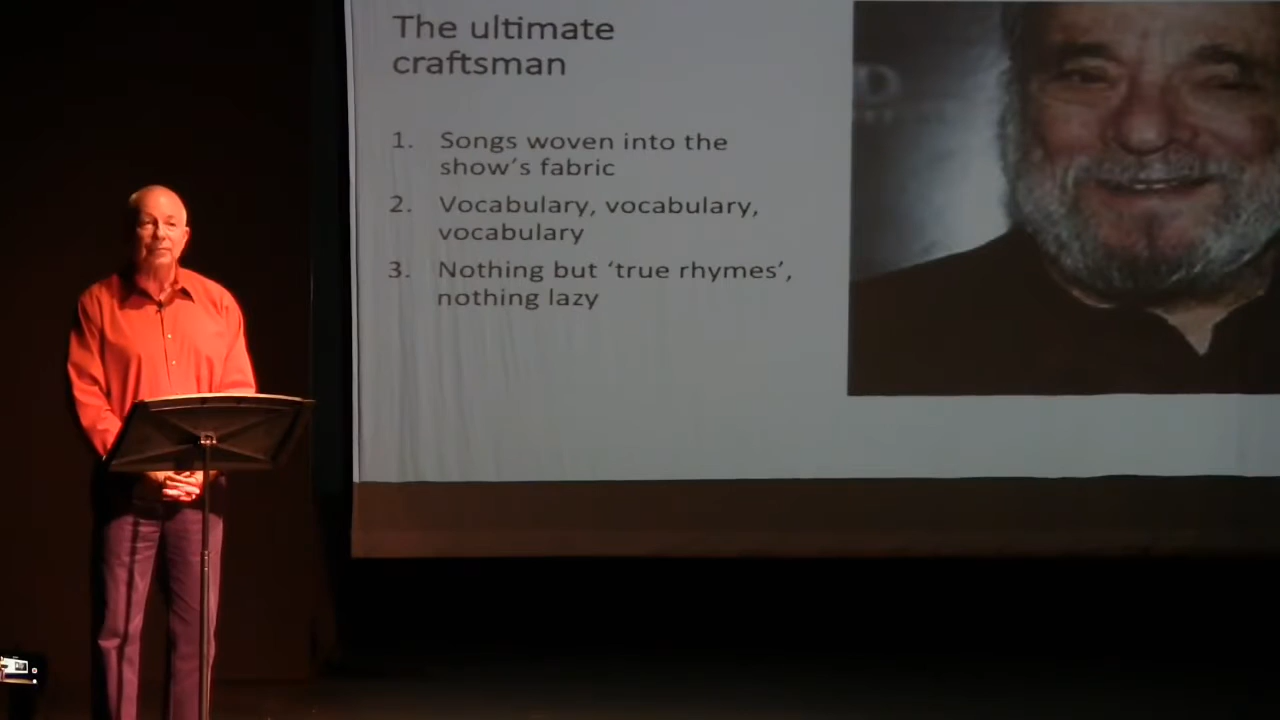 The ultimate
craftsman
1. Songs woven into the
show's fabric
2. Vocabulary, vocabulary,
vocabulary
3. Nothing but ‘true rhymes’,
nothing lazy